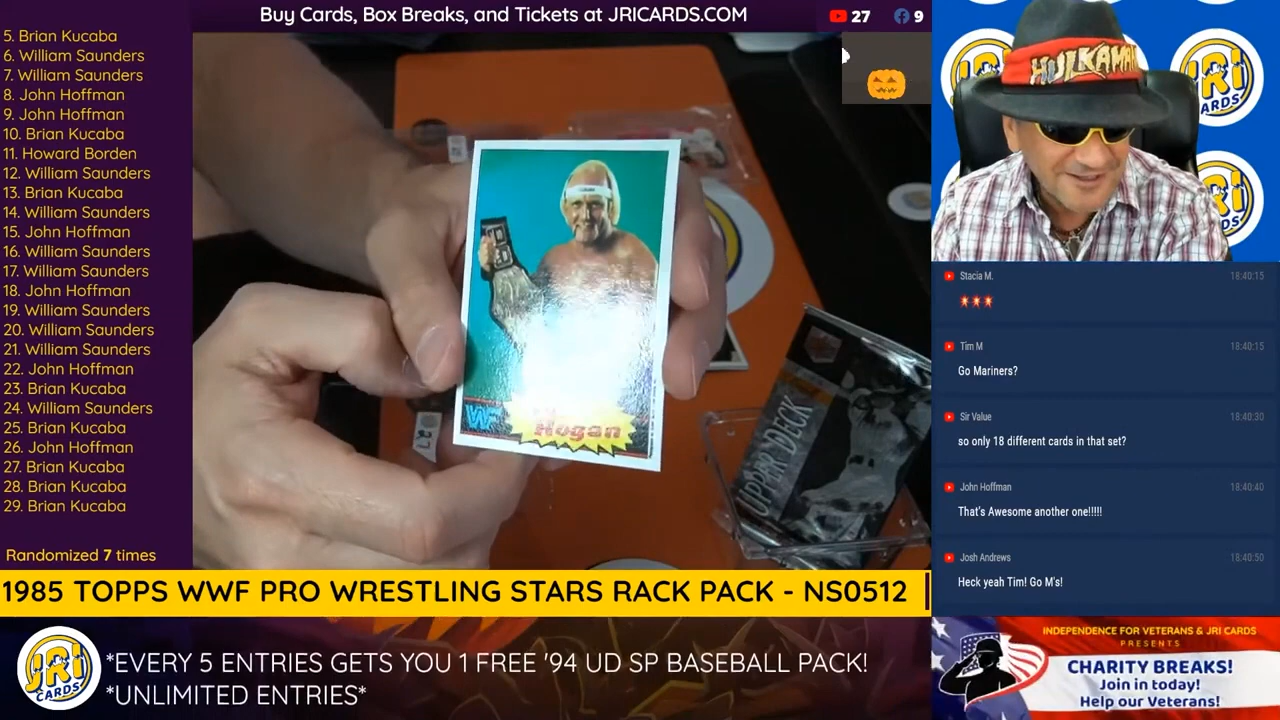 Buy Cards, Box Breaks, and Tickets at JRICARDS.COM
27
9
5. Brian Kucaba
6. William Saunders
7. William Saunders
8. John Hoffman
9. John Hoffman
10. Brian Kucaba
11. Howard Borden
12. William Saunders
13. Brian Kucaba
14. William Saunders
15. John Hoffman
16. William Saunders
17. William Saunders
18. John Hoffman
19. William Saunders
20. William Saunders
21. William Saunders
22. John Hoffman
23. Brian Kucaba
24. William Saunders
25. Brian Kucaba
26. John Hoffman
27. Brian Kucaba
28. Brian Kucaba
29. Brian Kucaba
Randomized 7 times
WF
Hogan
UPPER DECK
HULKAMAN
JRI
CARDS
JRI
Stacia M.
18:40:15
Tim M
18:40:15
Go Mariners?
Sir Value
18:40:30
so only 18 different cards in that set?
John Hoffman
18:40:40
That's Awesome another one!!!!!
Josh Andrews
18:40:50
Heck yeah Tim! Go M's!
1985 TOPPS WWF PRO WRESTLING STARS RACK PACK - NS0512
JRI
CARDS
*EVERY 5 ENTRIES GETS YOU 1 FREE '94 UD SP BASEBALL PACK!
*UNLIMITED ENTRIES*
INDEPENDENCE FOR VETERANS & JRI CARDS
PRESENTS
CHARITY BREAKS!
Join in today!
Help our Veterans!